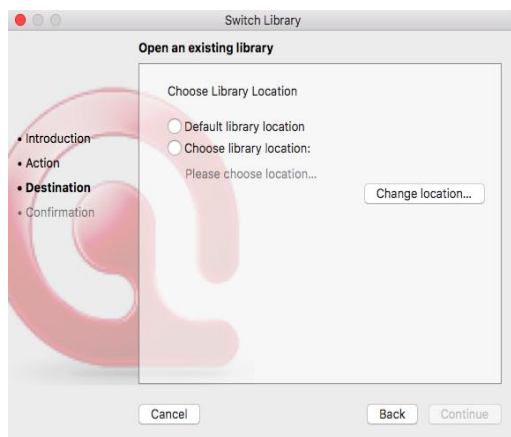 Switch Library
Open an existing library
Choose Library Location
Default library location
Choose library location:
Please choose location...
Change location...
• Introduction
• Action
• Destination
• Confirmation
Cancel
Back
Continue